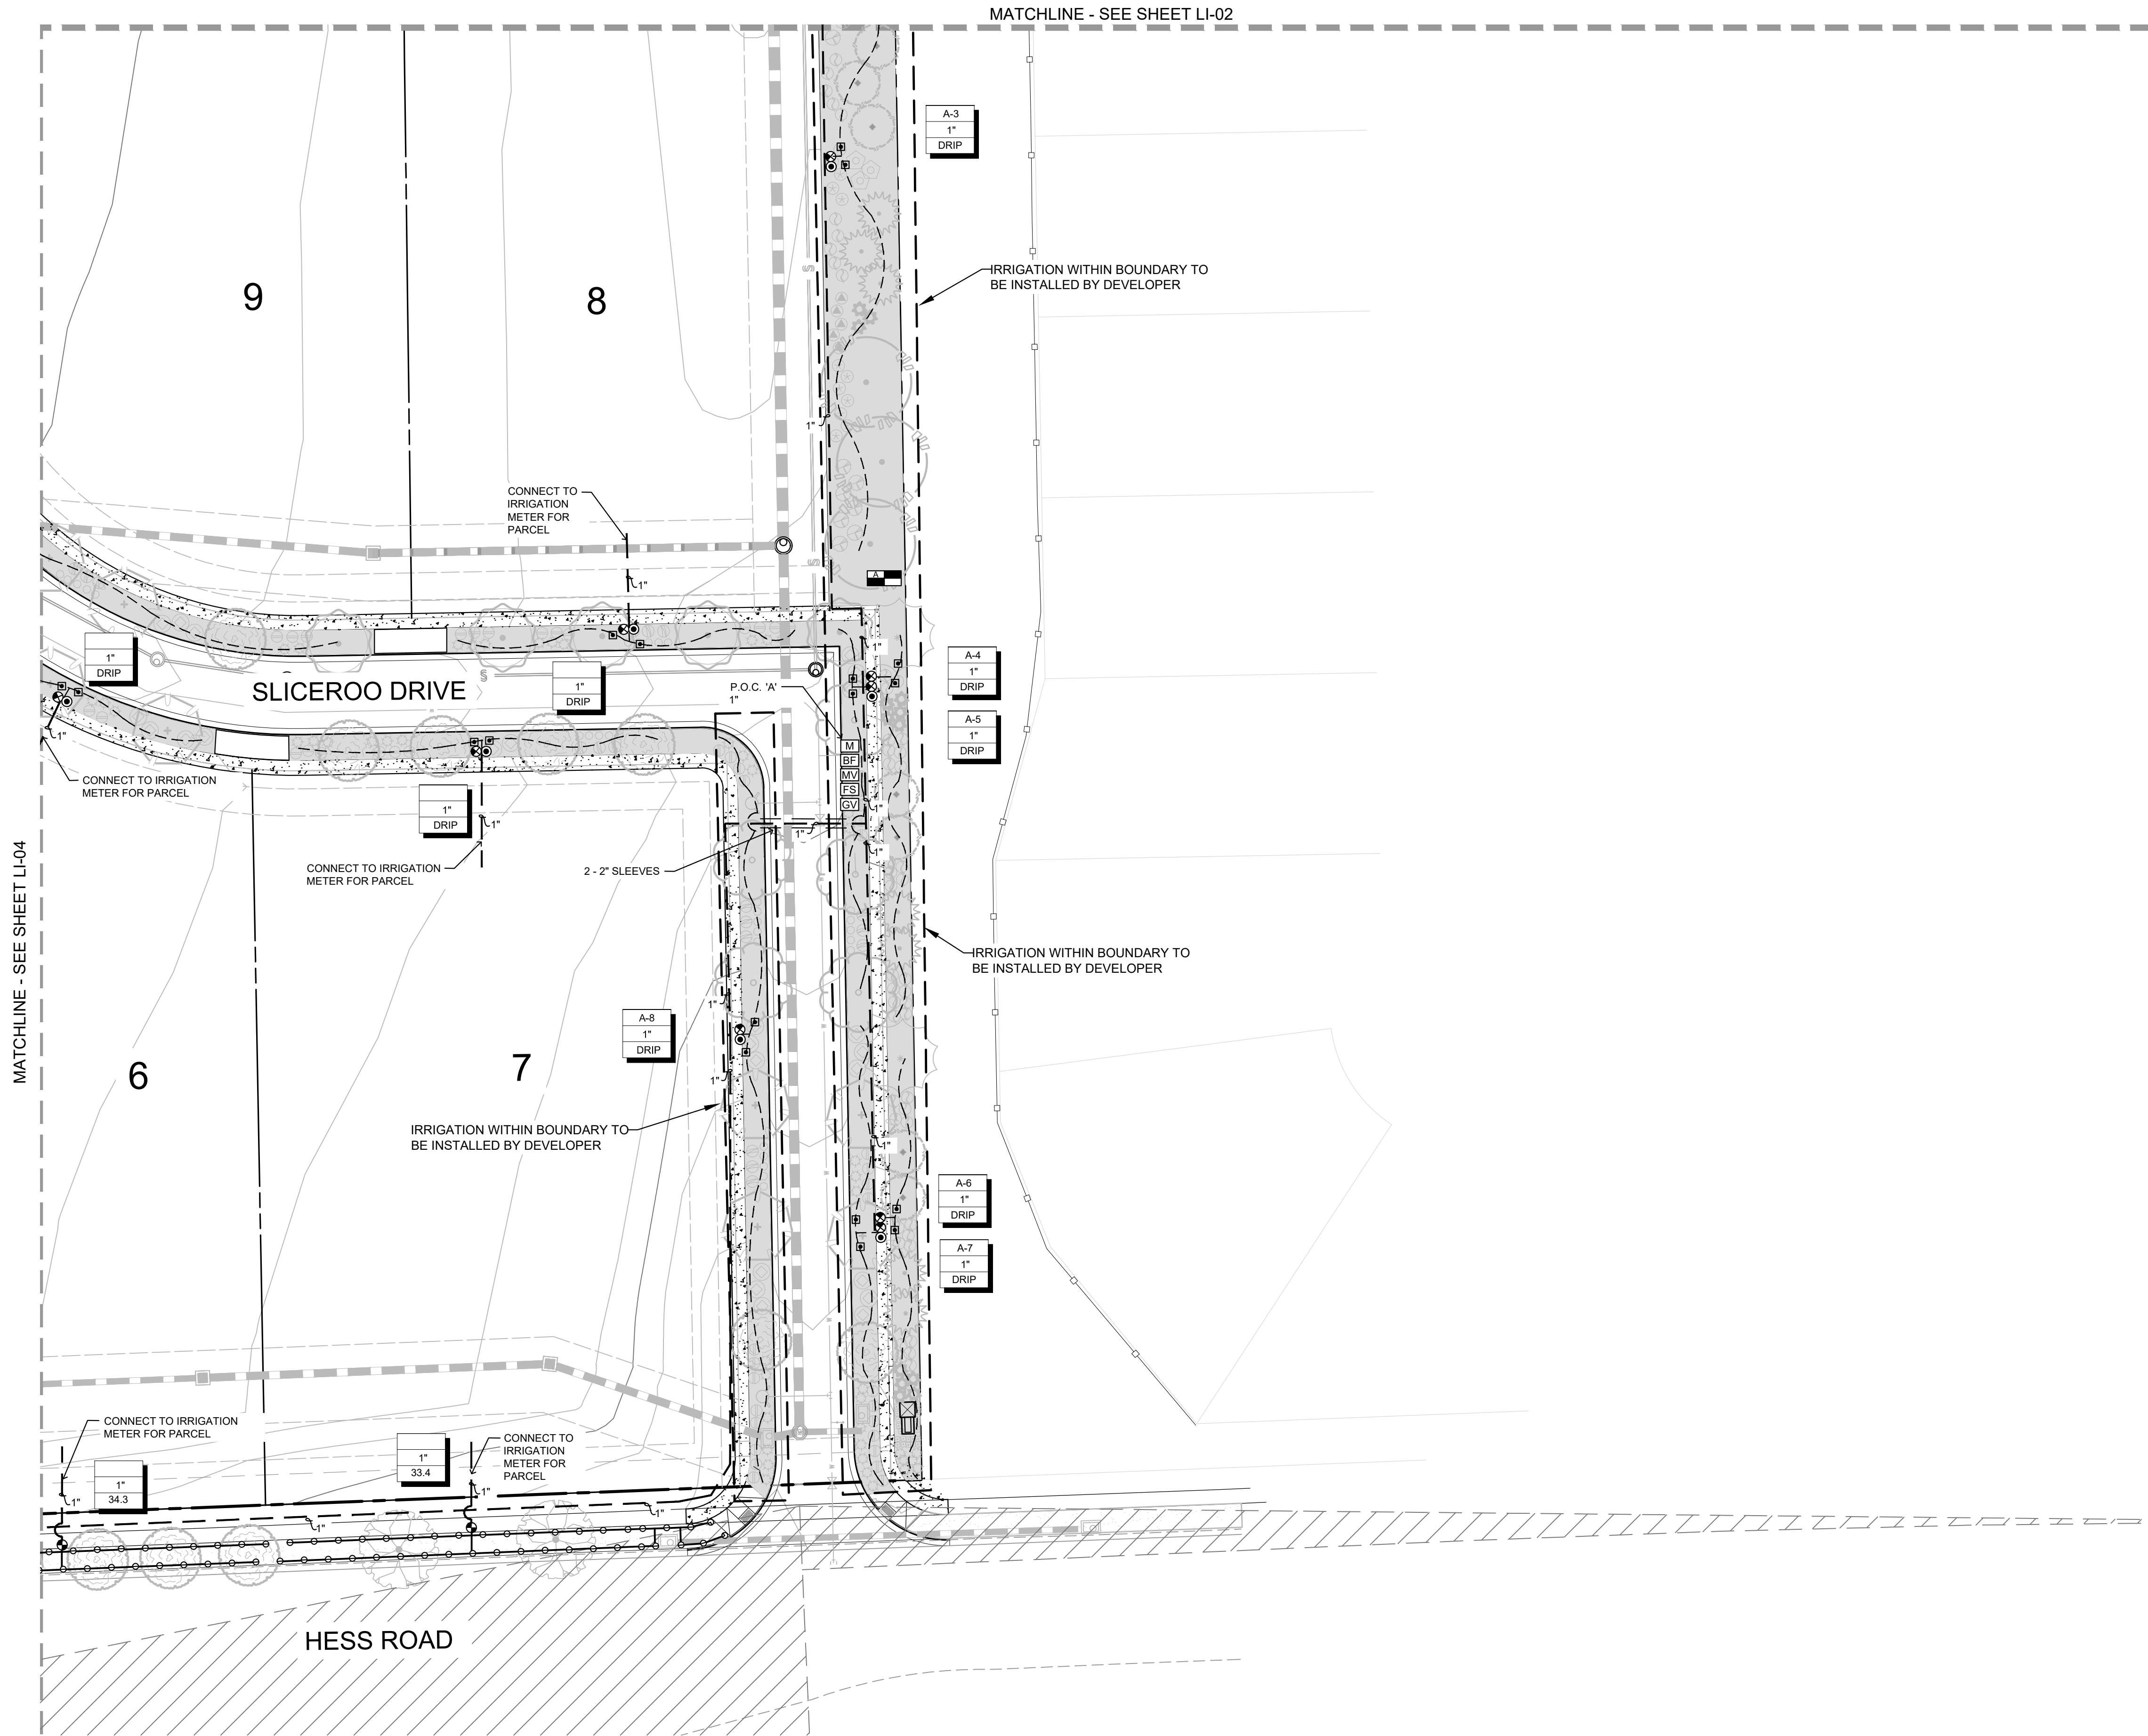 MATCHLINE - SEE SHEET LI-02
A-3
1"
DRIP
IRRIGATION WITHIN BOUNDARY TO
BE INSTALLED BY DEVELOPER
9
8
S
1"
CONNECT TO
IRRIGATION
METER FOR
PARCEL
S
A
1"
1"
DRIP
1"
A-4
1"
DRIP
1"
DRIP
S
SLICEROO DRIVE
P.O.C. 'A'
1"
A-5
1"
DRIP
1"
M
BF
MV
FS
GV
CONNECT TO IRRIGATION
METER FOR PARCEL
1"
DRIP
1"
1"
1"
1"
CONNECT TO IRRIGATION
METER FOR PARCEL
2 - 2" SLEEVES
MATCHLINE - SEE SHEET LI-04
IRRIGATION WITHIN BOUNDARY TO
BE INSTALLED BY DEVELOPER
1"
A-8
1"
DRIP
6
7
1"
IRRIGATION WITHIN BOUNDARY TO
BE INSTALLED BY DEVELOPER
1"
A-6
1"
DRIP
A-7
1"
DRIP
CONNECT TO IRRIGATION
METER FOR PARCEL
1"
33.4
CONNECT TO
IRRIGATION
METER FOR
PARCEL
1"
34.3
1"
1"
1"
1"
HESS ROAD